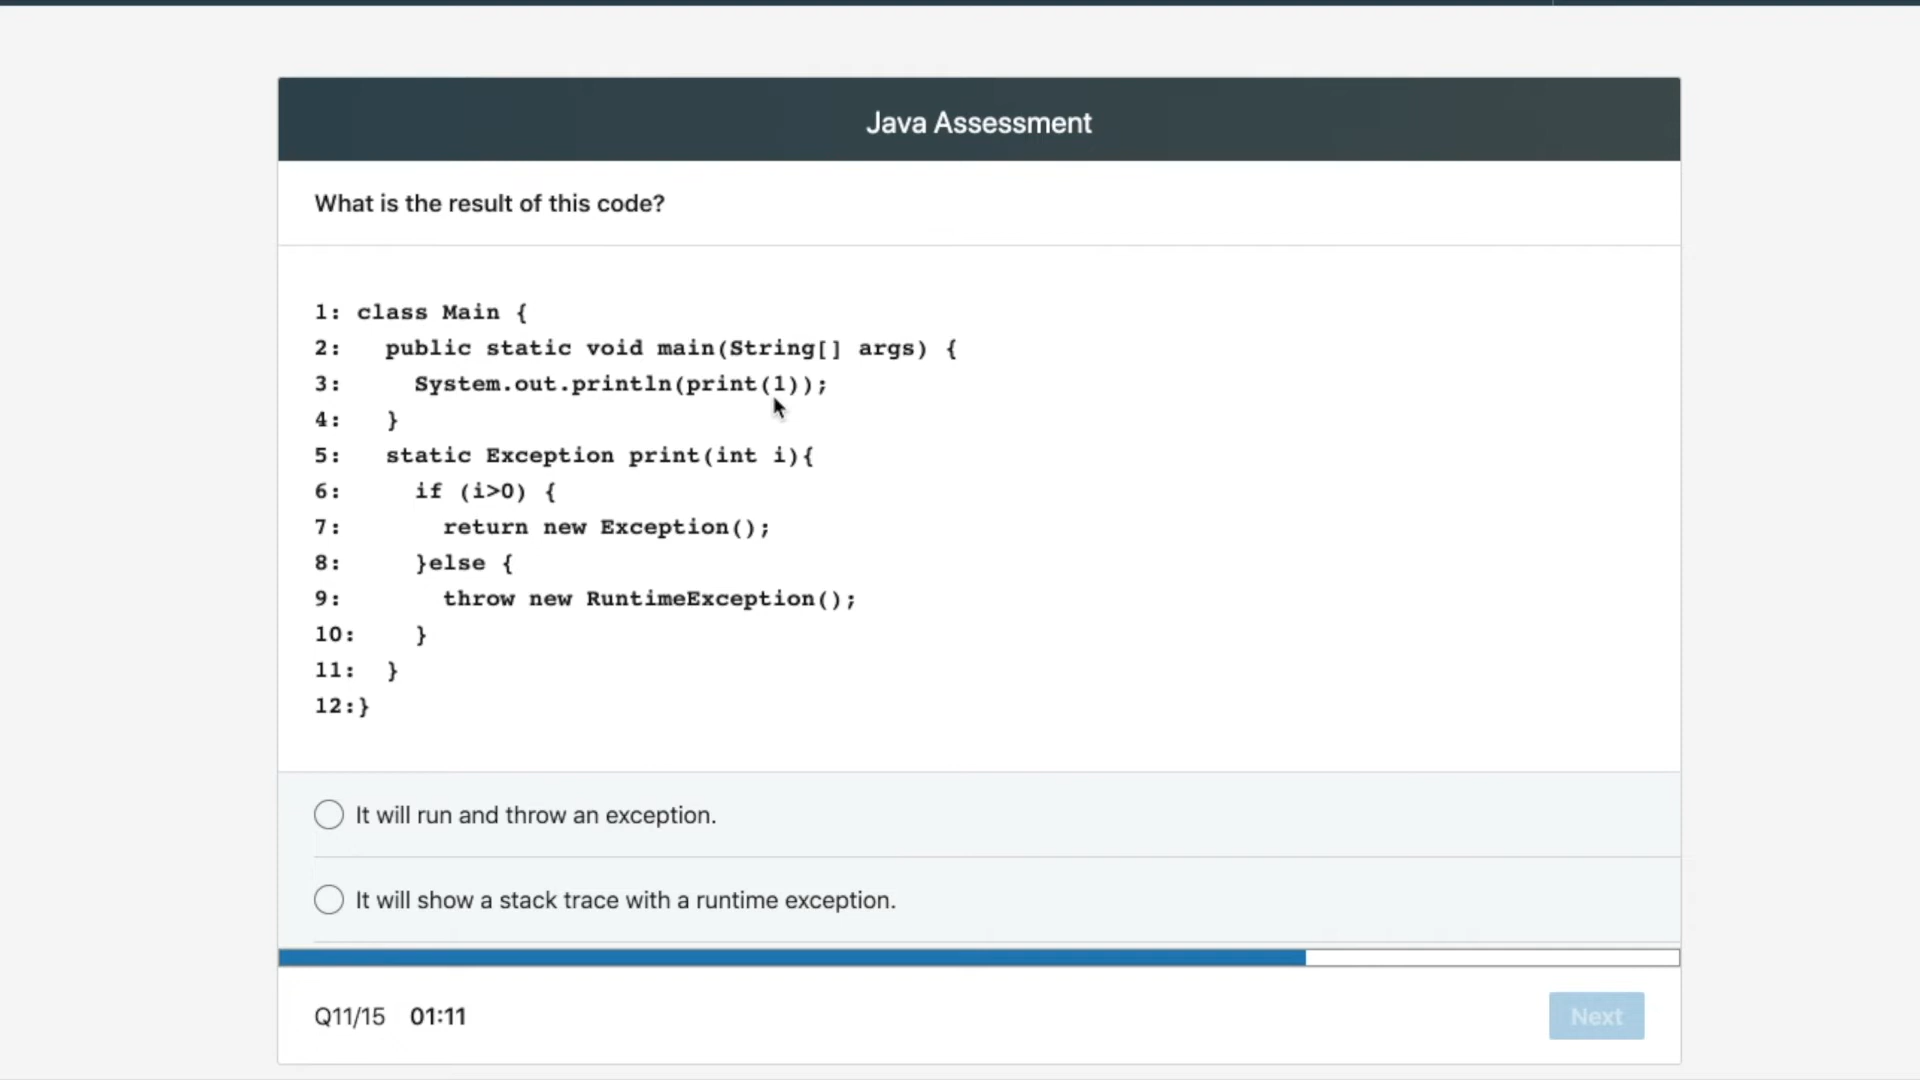 Java Assessment
What is the result of this code?
1: class Main {
2:   public static void main(String[] args) {
3:     System.out.println(print(1));
4:   }
5:   static Exception print(int i){
6:     if (i>0) {
7:       return new Exception();
8:     }else {
9:       throw new RuntimeException();
10:    }
11:  }
12:}
It will run and throw an exception.
It will show a stack trace with a runtime exception.
Q11/15 01:11
Next